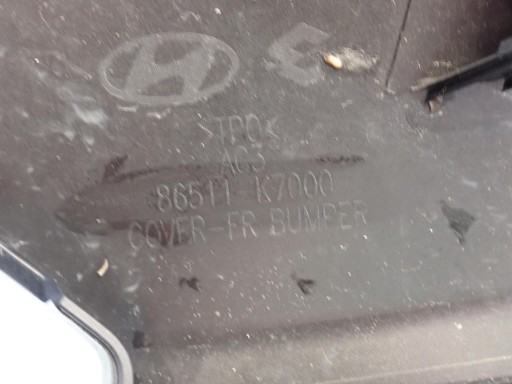 >TPO<
AC3
86511-K7000
COVER-FR BUMPER